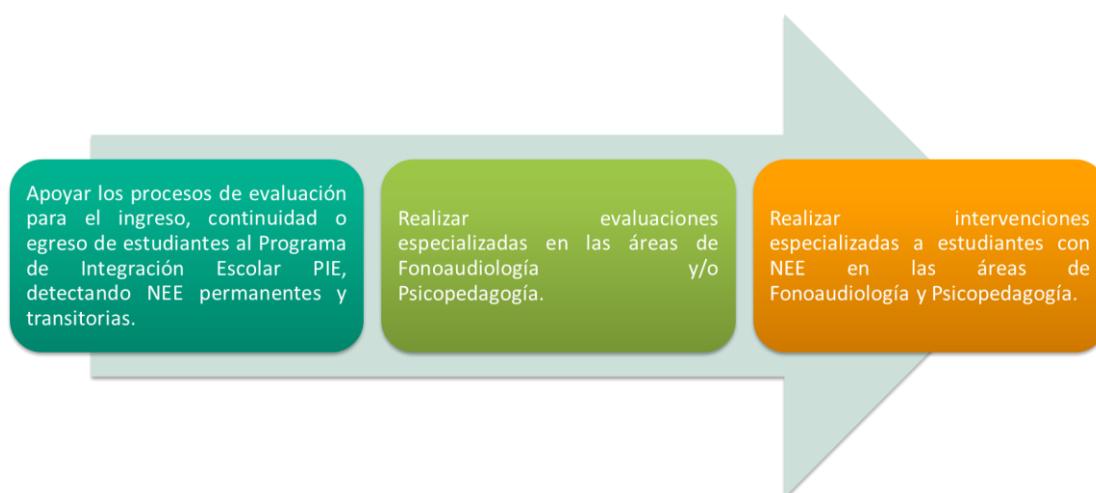 Apoyar los procesos de evaluación
para el ingreso, continuidad o
egreso de estudiantes al Programa
de Integración Escolar PIE,
detectando NEE permanentes y
transitorias.
Realizar evaluaciones
especializadas en las áreas de
Fonoaudiología y/o
Psicopedagogía.
Realizar intervenciones
especializadas a estudiantes con
NEE en las áreas de
Fonoaudiología y Psicopedagogía.